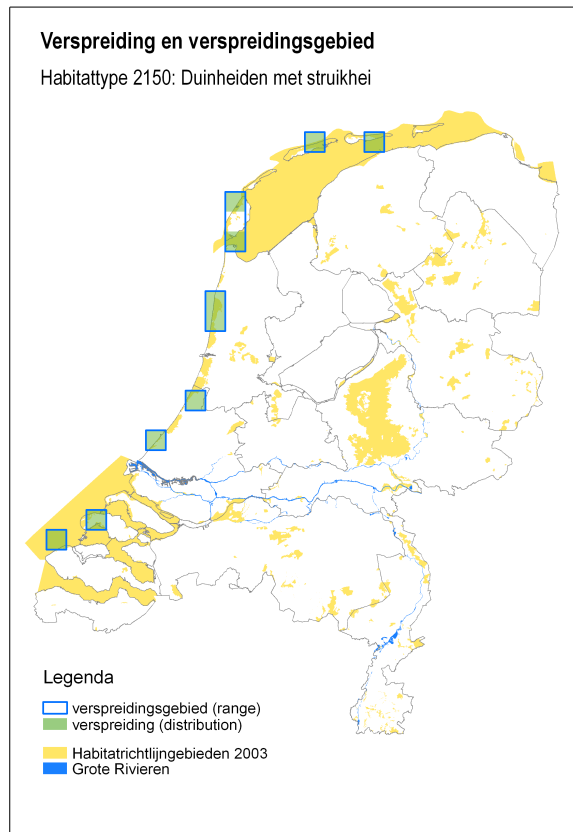 Verspreiding en verspreidingsgebied
Habitattype 2150: Duinheiden met struikhei
Legenda
verspreidingsgebied (range)
verspreiding (distribution)
Habitatrichtlijngebieden 2003
Grote Rivieren